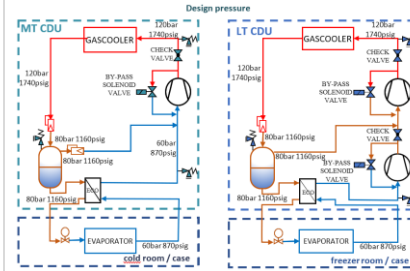 Design pressure
MT CDU
120bar
1740psig
GASCOOLER
120bar
1740psig
CHECK
VALVE
BY-PASS
SOLENOID
VALVE
80bar 1160psig
80bar 1160psig
60bar
870psig
80bar 1160psig
ECO
EVAPORATOR
60bar 870psig
cold room / case
LT CDU
120bar
1740psig
GASCOOLER
120bar
1740psig
CHECK
VALVE
BY-PASS
SOLENOID
VALVE
80bar 1160psig
CHECK
VALVE
BY-PASS
SOLENOID
VALVE
80bar 1160psig
80bar 1160psig
ECO
EVAPORATOR
60bar 870psig
freezer room / case